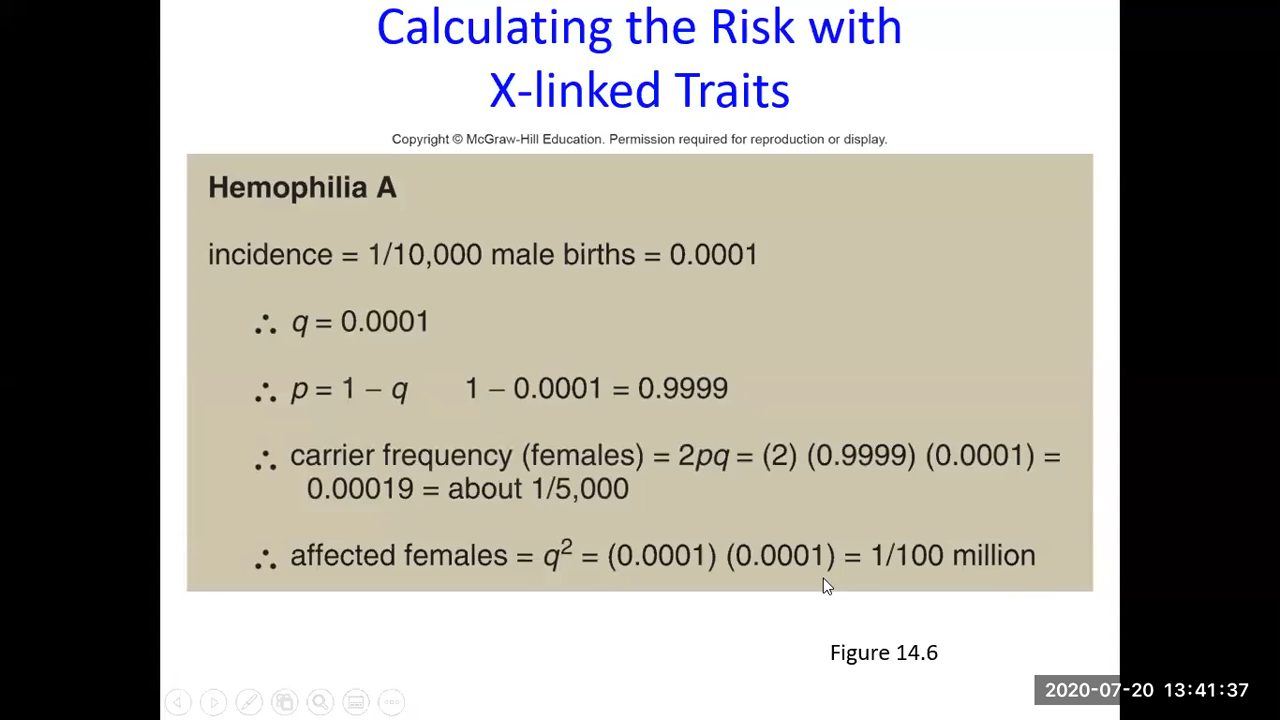 Calculating the Risk with
X-linked Traits
Copyright © McGraw-Hill Education. Permission required for reproduction or display.
Hemophilia A
incidence = 1/10,000 male births = 0.0001
∴ q = 0.0001
∴ p = 1 – q 1 – 0.0001 = 0.9999
∴ carrier frequency (females) = 2pq = (2) (0.9999) (0.0001) =
0.00019 = about 1/5,000
∴ affected females = q² = (0.0001) (0.0001) = 1/100 million
Figure 14.6
2020-07-20 13:41:37